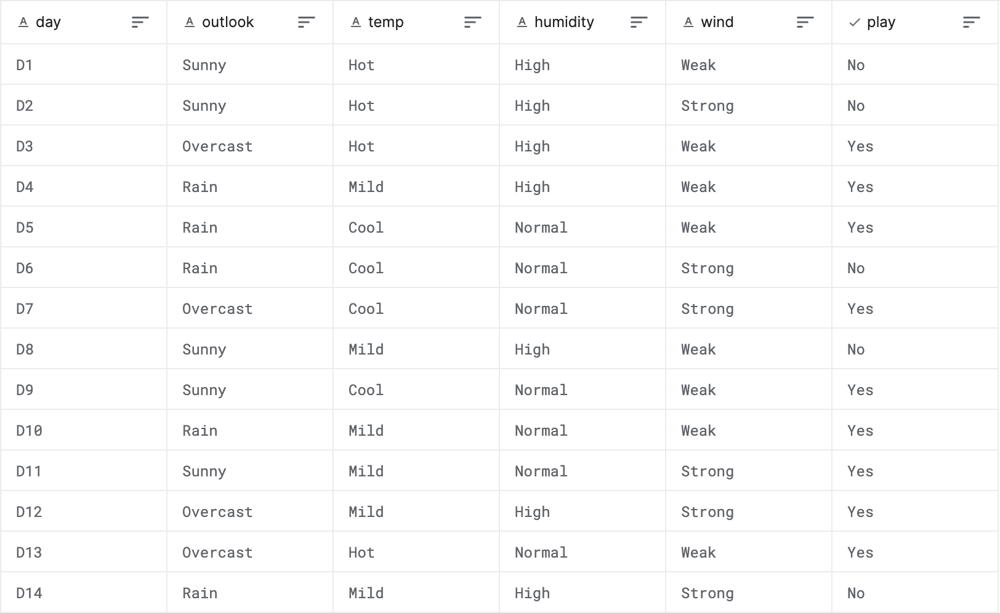 day outlook temp humidity wind play
D1 Sunny Hot High Weak No
D2 Sunny Hot High Strong No
D3 Overcast Hot High Weak Yes
D4 Rain Mild High Weak Yes
D5 Rain Cool Normal Weak Yes
D6 Rain Cool Normal Strong No
D7 Overcast Cool Normal Strong Yes
D8 Sunny Mild High Weak No
D9 Sunny Cool Normal Weak Yes
D10 Rain Mild Normal Weak Yes
D11 Sunny Mild Normal Strong Yes
D12 Overcast Mild High Strong Yes
D13 Overcast Hot Normal Weak Yes
D14 Rain Mild High Strong No